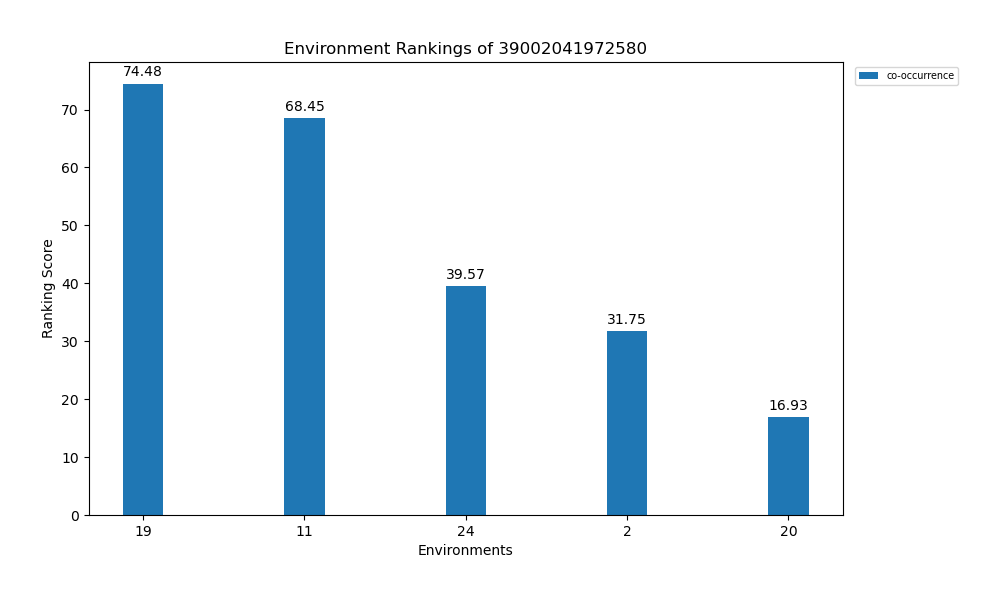 Environment Rankings of 39002041972580
co-occurrence
74.48
68.45
39.57
31.75
16.93
Ranking Score
70
60
50
40
30
20
10
0
19 11 24 2 20
Environments